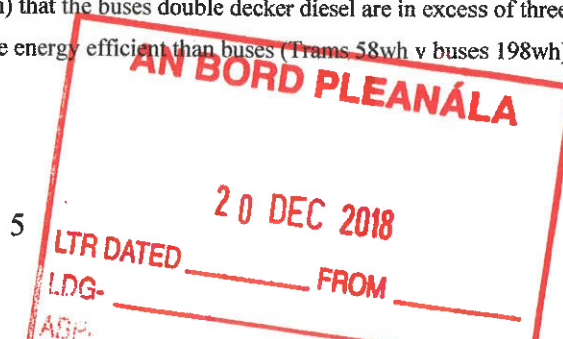 n) that the buses double decker diesel are in excess of three
e energy efficient than buses (Trams 58wh v buses 198wh)
AN BORD PLEANÁLA
20 DEC 2018
5
LTR DATED FROM
LDG-